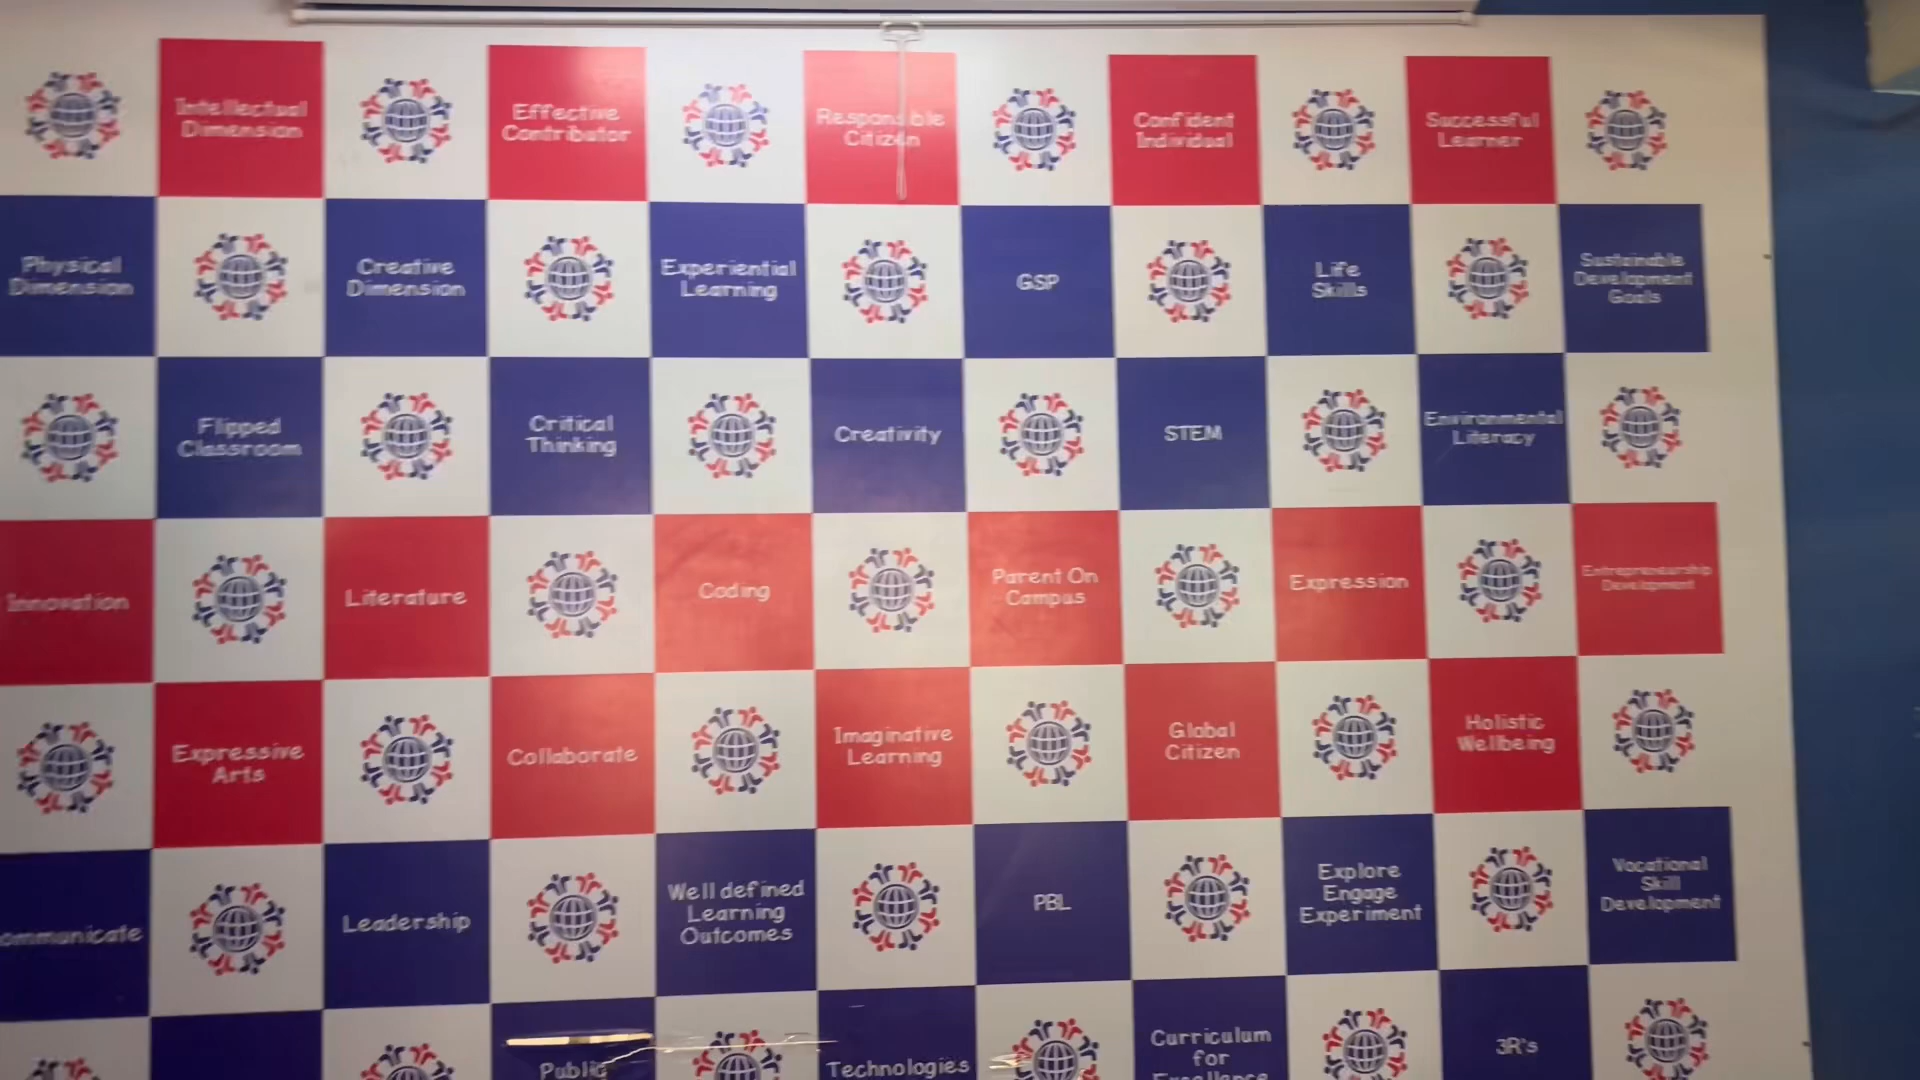 Intellectual
Dimension
Effective
Contributor
Responsible
Citizen
Confident
Individual
Successful
Learner
Physical
Dimension
Creative
Dimension
Experiential
Learning
GSP
Life
Skills
Sustainable
Development
Goals
Flipped
Classroom
Critical
Thinking
Creativity
STEM
Environmental
Literacy
Innovation
Literature
Coding
Parent On
Campus
Expression
Entrepreneurship
Development
Expressive
Arts
Collaborate
Imaginative
Learning
Global
Citizen
Holistic
Wellbeing
ommunicate
Leadership
Well defined
Learning
Outcomes
PBL
Explore
Engage
Experiment
Vocational
Skill
Development
Public
Technologies
Curriculum
for
3R's